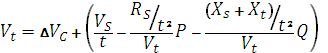 V_t = ΔV_C + (V_S/t − (R_S/t²)/V_t P − ((X_s + X_t)/t²)/V_t Q)